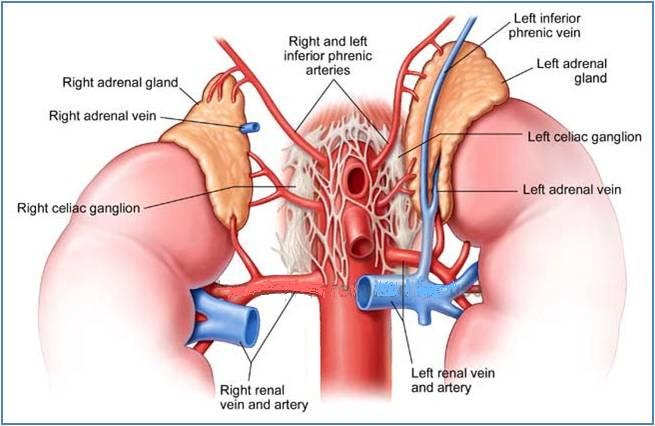 Left inferior
phrenic vein
Right and left
inferior phrenic
arteries
Left adrenal
gland
Right adrenal gland
Right adrenal vein
Left celiac ganglion
Left adrenal vein
Right celiac ganglion
Left renal vein
and artery
Right renal
vein and artery